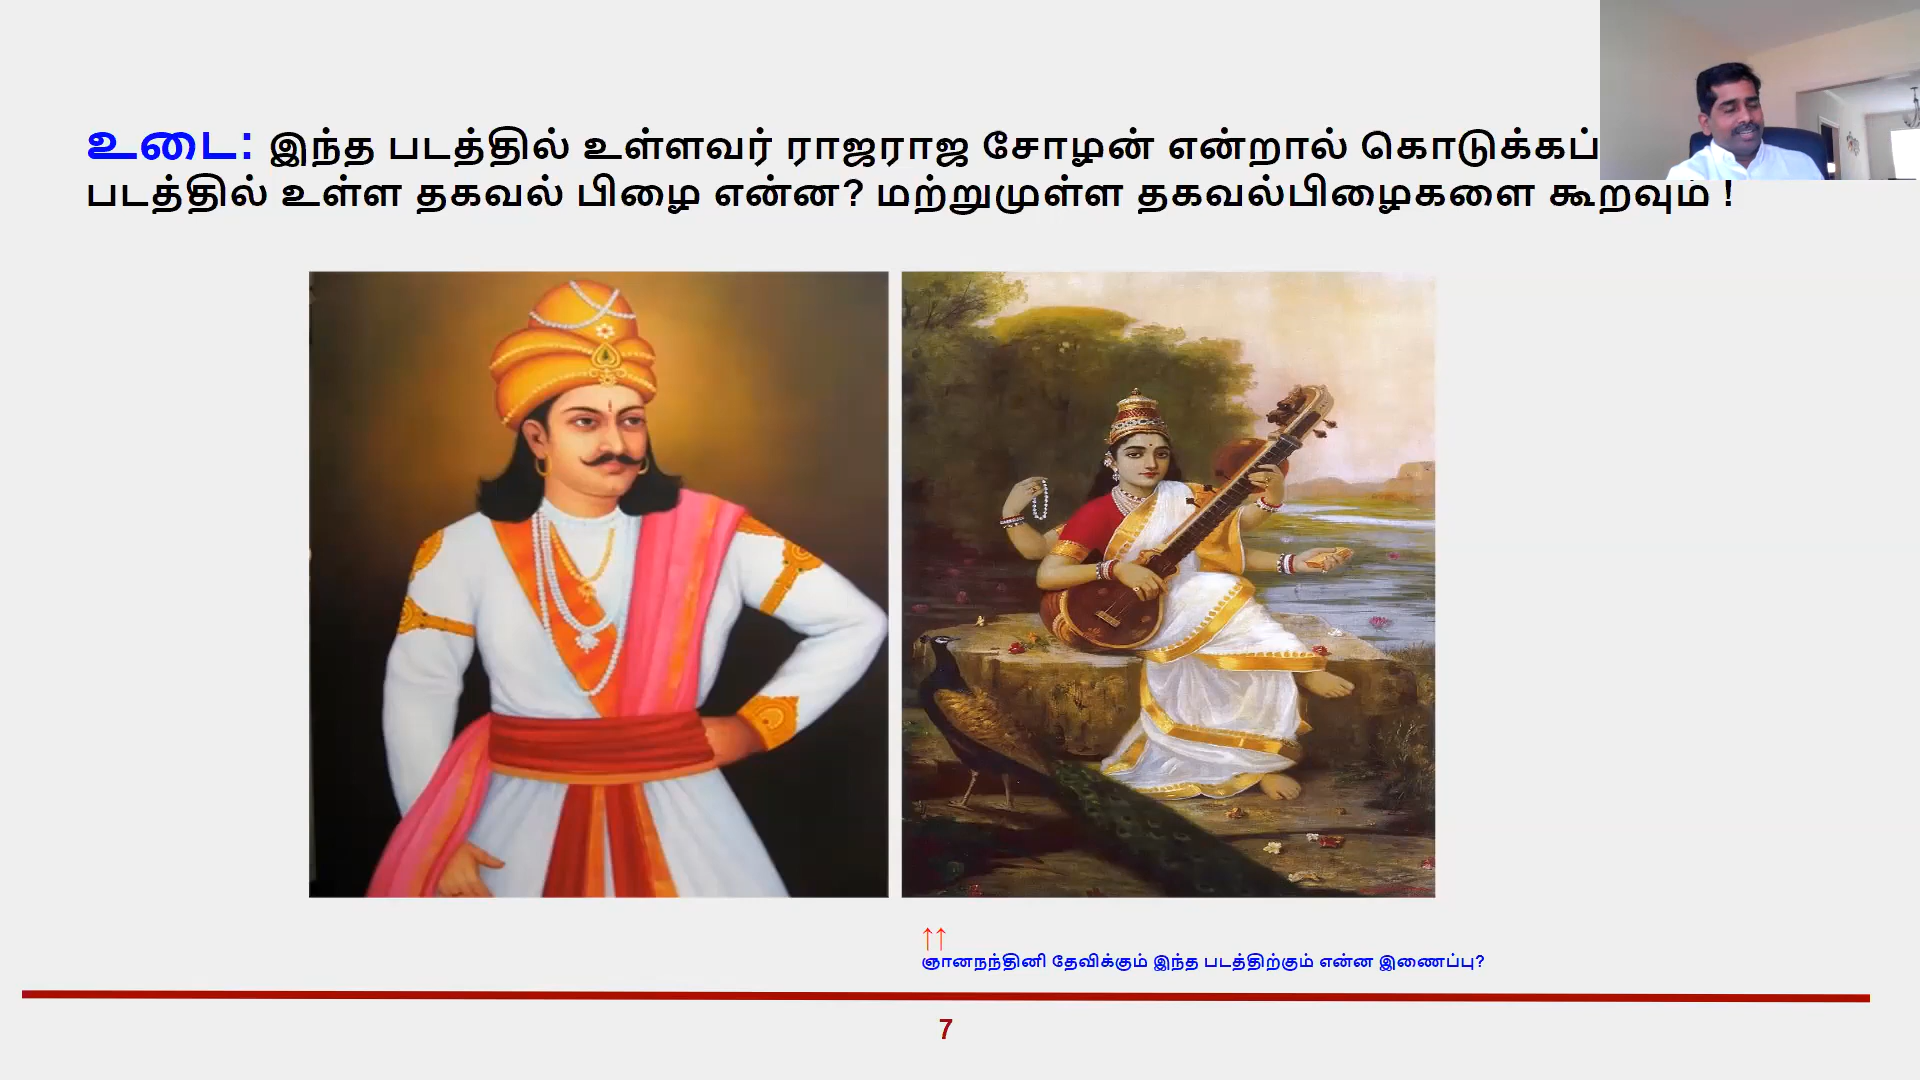 உடை: இந்த படத்தில் உள்ளவர் ராஜராஜ சோழன் என்றால்
படத்தில் உள்ள தகவல் பிழை என்ன? மற்றுமுள்ள தகவல்பிழைகளை கூறவும் !
↑↑
ஞானநந்தினி தேவிக்கும் இந்த படத்திற்கும் என்ன இணைப்பு?
7